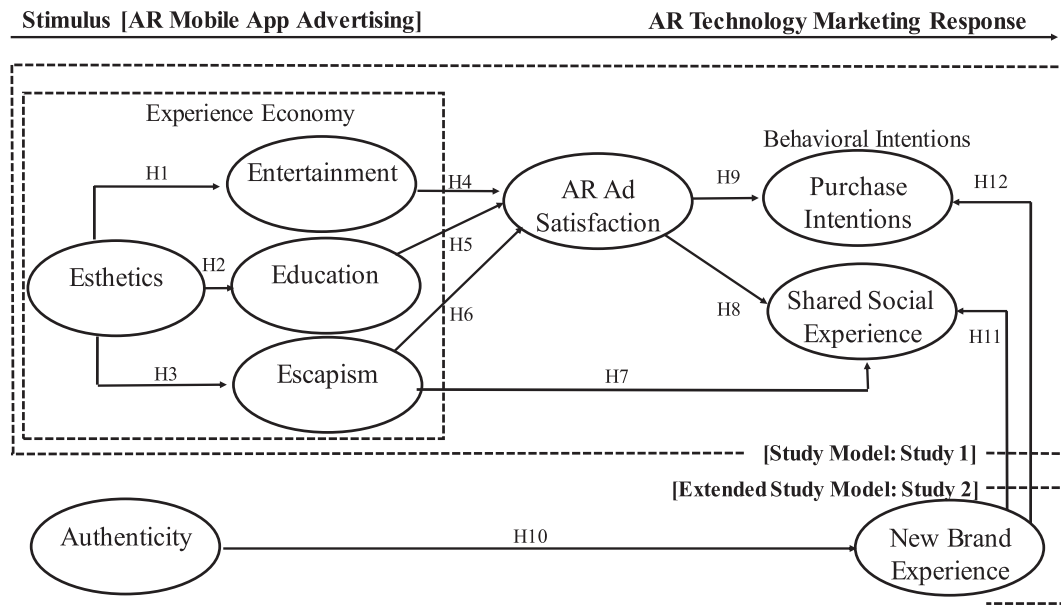 Stimulus [AR Mobile App Advertising]
AR Technology Marketing Response
Experience Economy
Behavioral Intentions
H1
Entertainment
H4
AR Ad
Satisfaction
H9
Purchase
Intentions
H12
Esthetics
H2
Education
H5
H6
H8
Shared Social
Experience
H11
H3
Escapism
H7
[Study Model: Study 1]
[Extended Study Model: Study 2]
Authenticity
H10
New Brand
Experience